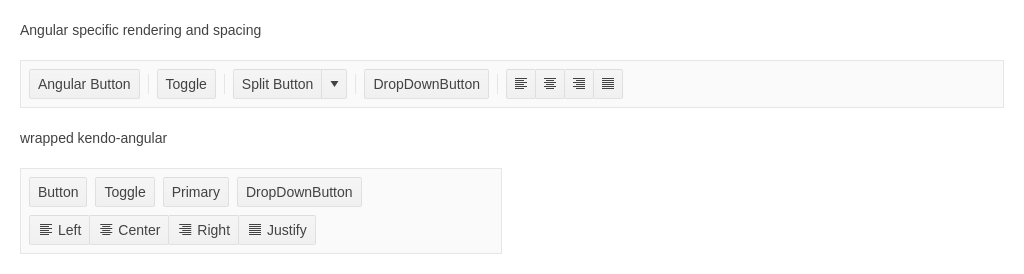 Angular specific rendering and spacing
Angular Button Toggle Split Button DropDownButton
wrapped kendo-angular
Button Toggle Primary DropDownButton
Left Center Right Justify